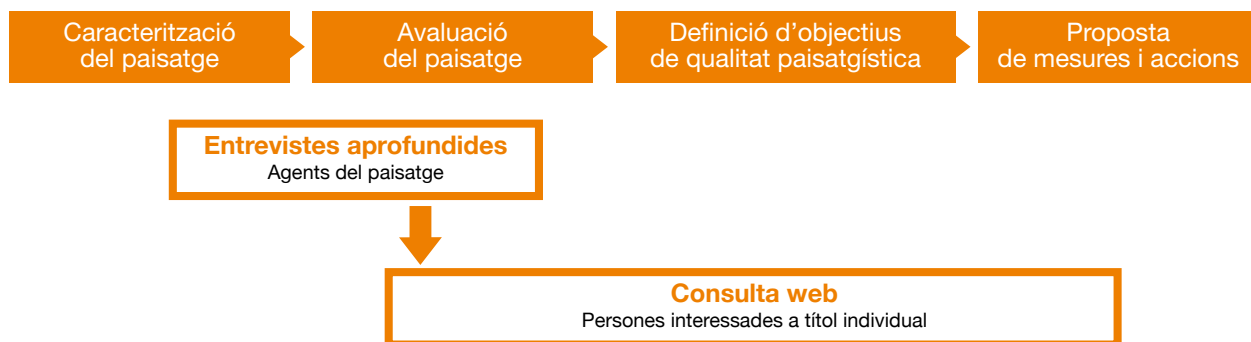 Caracterització
del paisatge
Avaluació
del paisatge
Definició d’objectius
de qualitat paisatgística
Proposta
de mesures i accions
Entrevistes aprofundides
Agents del paisatge
Consulta web
Persones interessades a títol individual